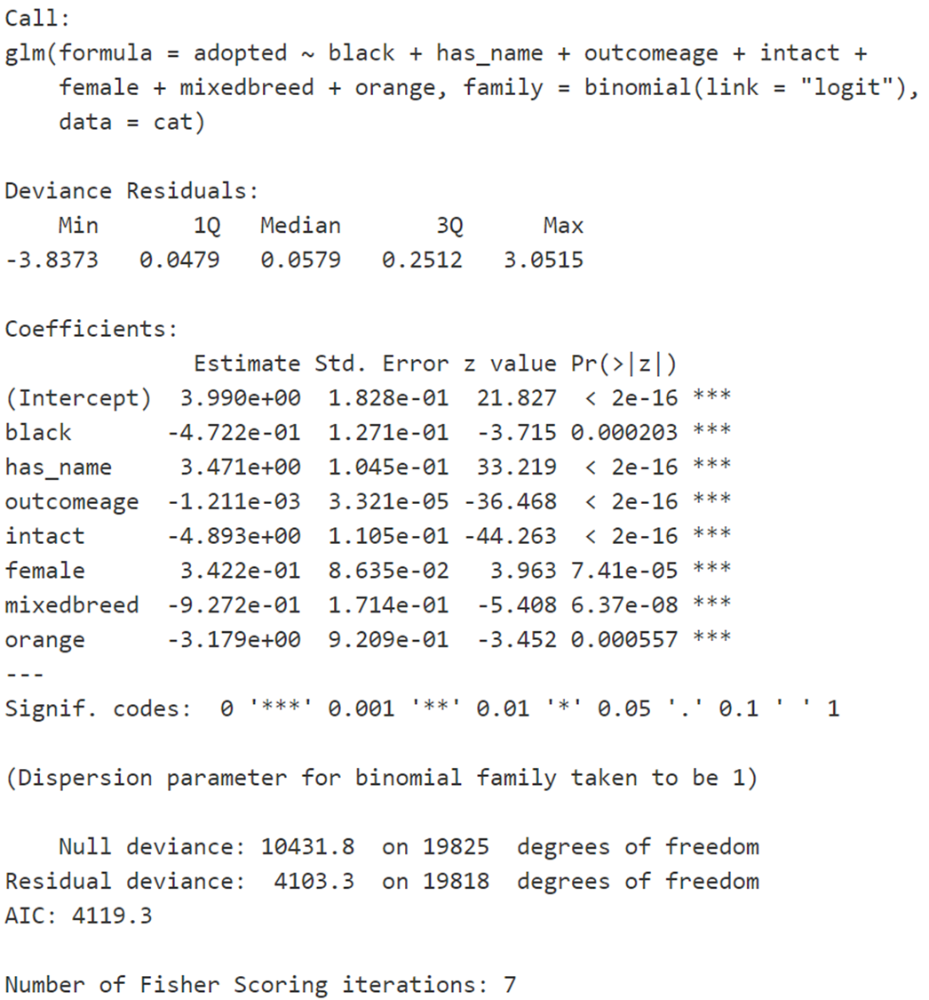 Call:
glm(formula = adopted ~ black + has_name + outcomeage + intact +
    female + mixedbreed + orange, family = binomial(link = "logit"),
    data = cat)

Deviance Residuals:
    Min       1Q   Median       3Q      Max
-3.8373   0.0479   0.0579   0.2512   3.0515

Coefficients:
              Estimate Std. Error z value Pr(>|z|)
(Intercept)  3.990e+00  1.828e-01  21.827  < 2e-16 ***
black       -4.722e-01  1.271e-01  -3.715 0.000203 ***
has_name     3.471e+00  1.045e-01  33.219  < 2e-16 ***
outcomeage  -1.211e-03  3.321e-05 -36.468  < 2e-16 ***
intact      -4.893e+00  1.105e-01 -44.263  < 2e-16 ***
female       3.422e-01  8.635e-02   3.963 7.41e-05 ***
mixedbreed  -9.272e-01  1.714e-01  -5.408 6.37e-08 ***
orange      -3.179e+00  9.209e-01  -3.452 0.000557 ***
---
Signif. codes:  0 '***' 0.001 '**' 0.01 '*' 0.05 '.' 0.1 ' ' 1

(Dispersion parameter for binomial family taken to be 1)

    Null deviance: 10431.8  on 19825  degrees of freedom
Residual deviance:  4103.3  on 19818  degrees of freedom
AIC: 4119.3

Number of Fisher Scoring iterations: 7